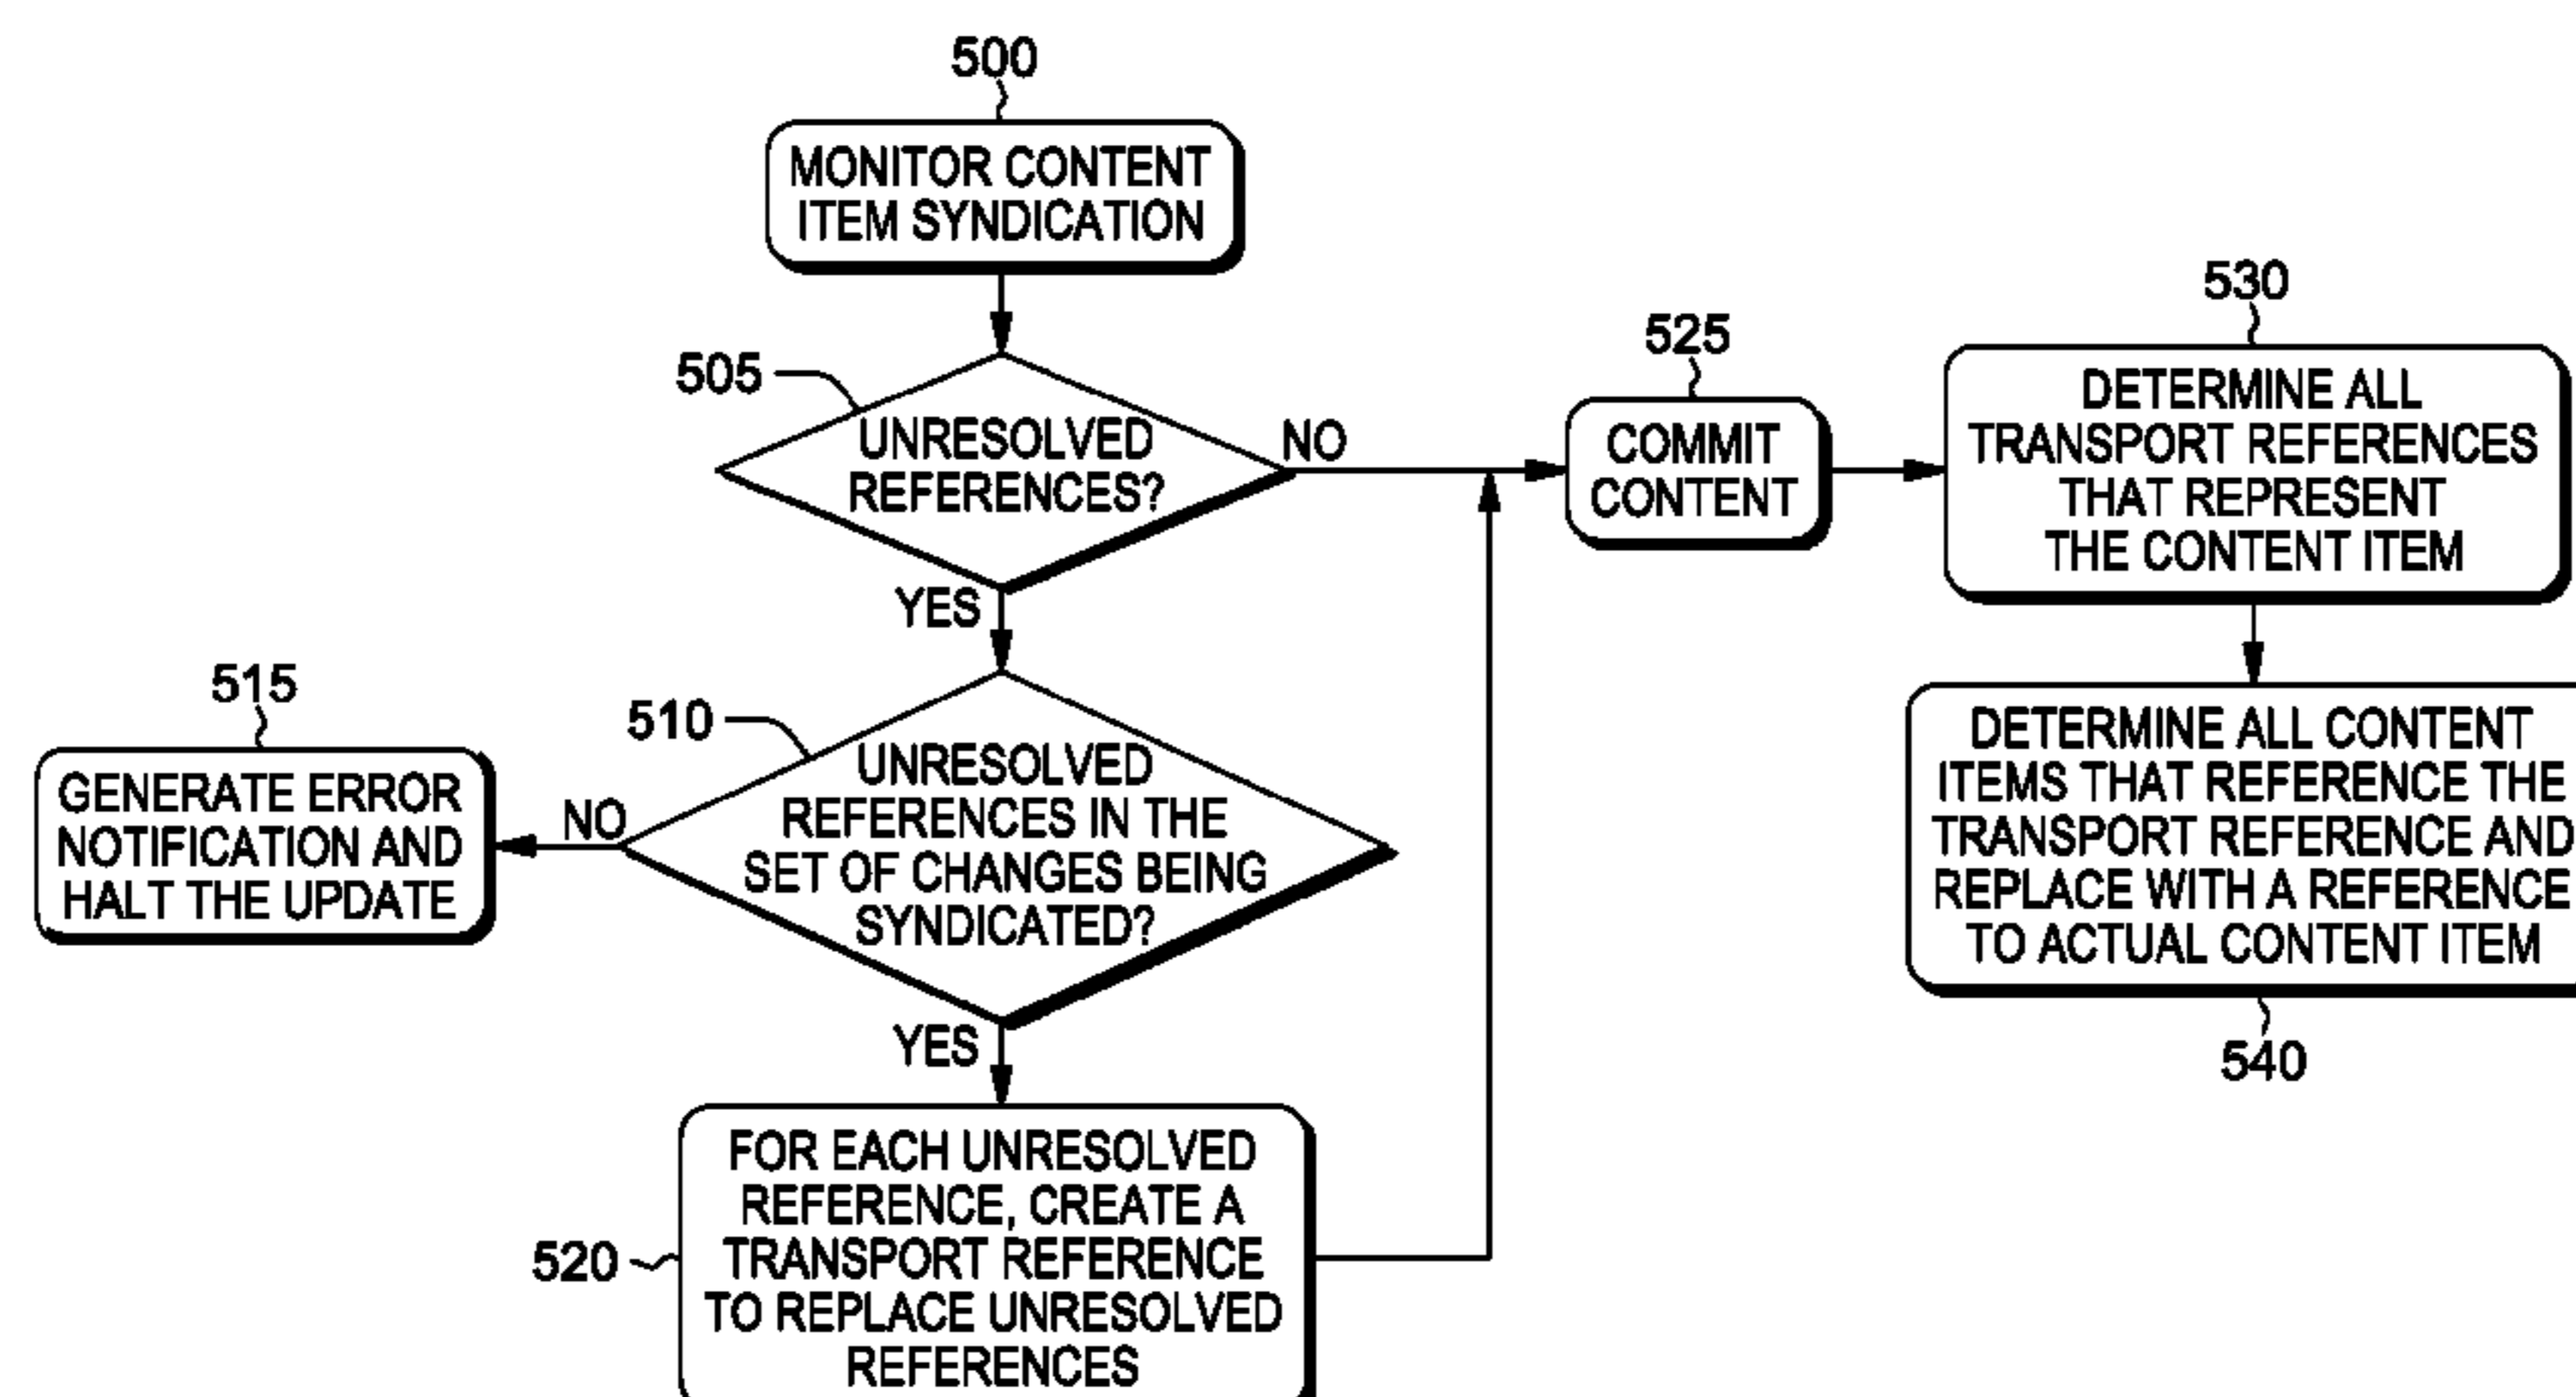 500
MONITOR CONTENT
ITEM SYNDICATION
505
UNRESOLVED
REFERENCES?
NO
YES
510
UNRESOLVED
REFERENCES IN THE
SET OF CHANGES BEING
SYNDICATED?
NO
515
GENERATE ERROR
NOTIFICATION AND
HALT THE UPDATE
YES
520
FOR EACH UNRESOLVED
REFERENCE, CREATE A
TRANSPORT REFERENCE
TO REPLACE UNRESOLVED
REFERENCES
525
COMMIT
CONTENT
530
DETERMINE ALL
TRANSPORT REFERENCES
THAT REPRESENT
THE CONTENT ITEM
DETERMINE ALL CONTENT
ITEMS THAT REFERENCE THE
TRANSPORT REFERENCE AND
REPLACE WITH A REFERENCE
TO ACTUAL CONTENT ITEM
540